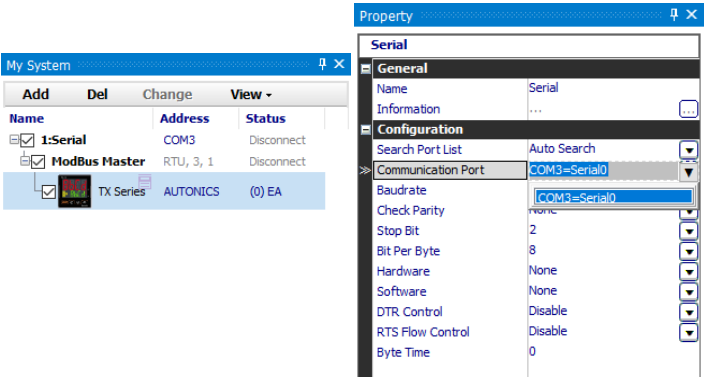 My System
Add Del Change View
Name Address Status
1:Serial COM3 Disconnect
ModBus Master RTU, 3, 1 Disconnect
TX Series AUTONICS (0) EA
Property
Serial
General
Name Serial
Information ... ...
Configuration
Search Port List Auto Search
Communication Port COM3=Serial0
Baudrate
COM3=Serial0
Check Parity None
Stop Bit 2
Bit Per Byte 8
Hardware None
Software None
DTR Control Disable
RTS Flow Control Disable
Byte Time 0